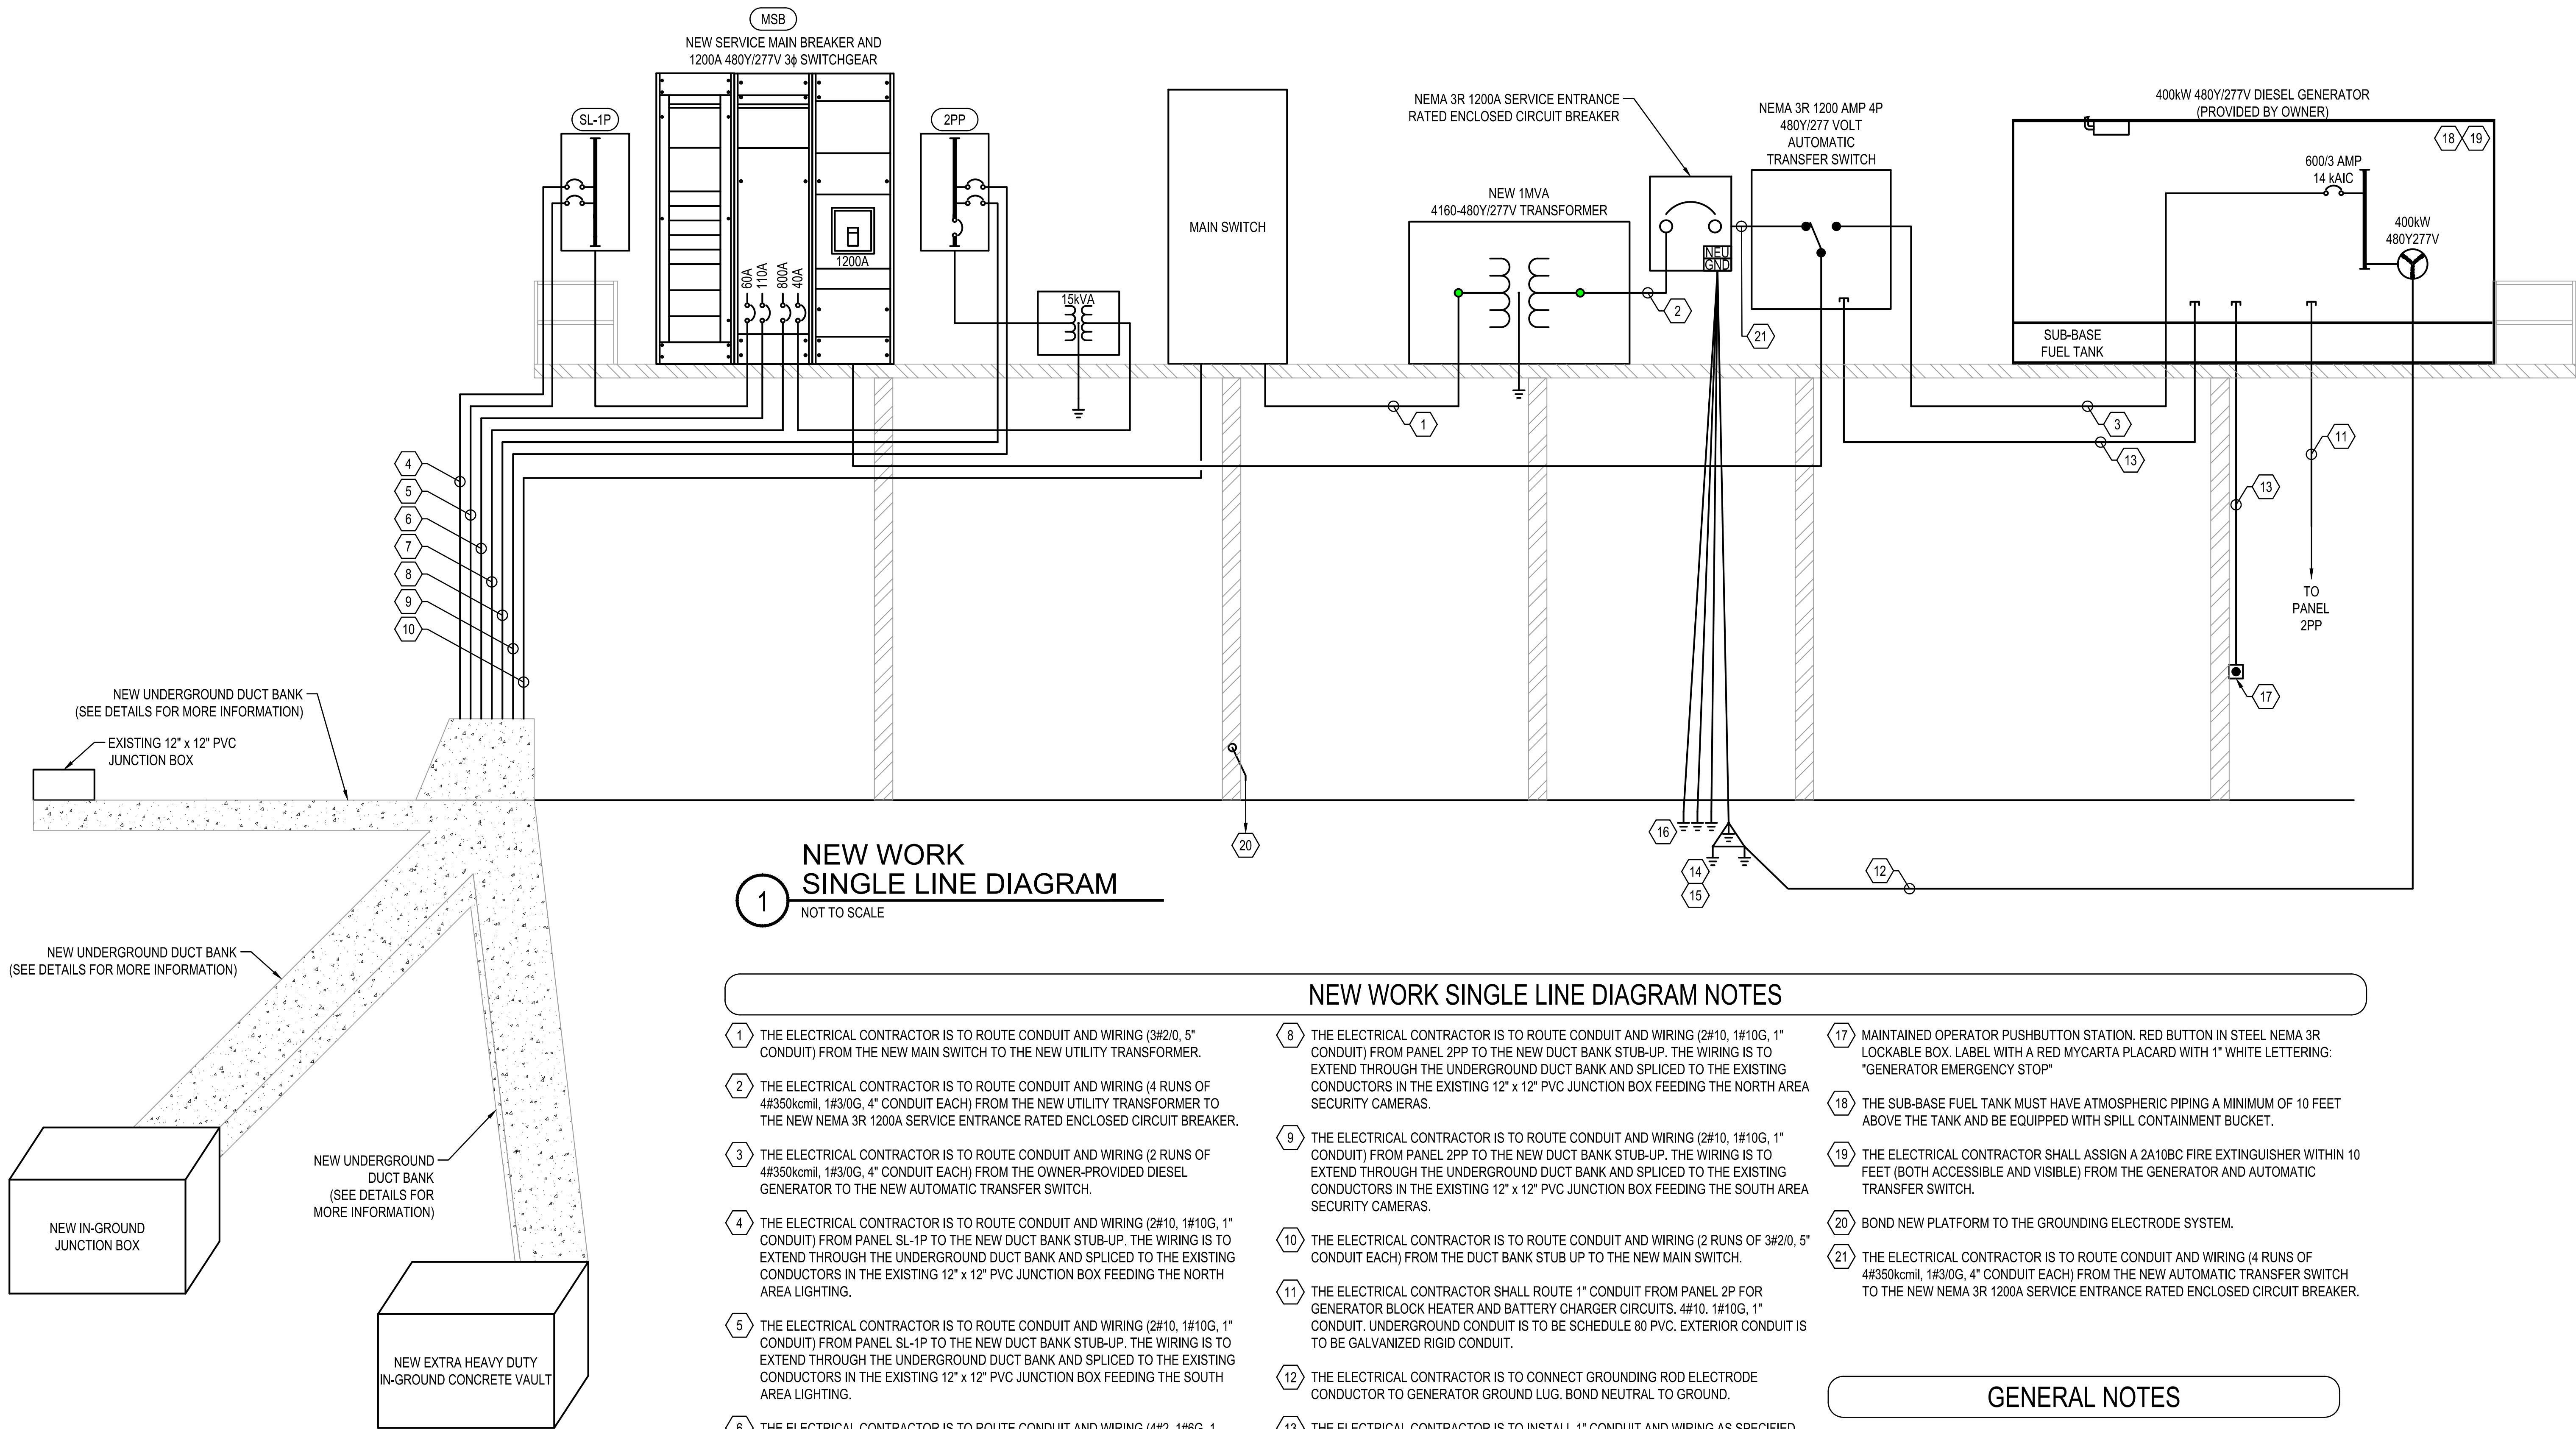 MSB
NEW SERVICE MAIN BREAKER AND
1200A 480Y/277V 3ϕ SWITCHGEAR
SL-1P
2PP
60A
110A
800A
40A
1200A
15kVA
MAIN SWITCH
NEMA 3R 1200A SERVICE ENTRANCE
RATED ENCLOSED CIRCUIT BREAKER
NEW 1MVA
4160-480Y/277V TRANSFORMER
NEU
GND
NEMA 3R 1200 AMP 4P
480Y/277 VOLT
AUTOMATIC
TRANSFER SWITCH
400kW 480Y/277V DIESEL GENERATOR
(PROVIDED BY OWNER)
18
19
600/3 AMP
14 kAIC
400kW
480Y277V
SUB-BASE
FUEL TANK
2
21
1
3
13
11
13
TO
PANEL
2PP
17
4
5
6
7
8
9
10
NEW UNDERGROUND DUCT BANK
(SEE DETAILS FOR MORE INFORMATION)
EXISTING 12" x 12" PVC
JUNCTION BOX
20
16
14
15
12
1
NEW WORK
SINGLE LINE DIAGRAM
NOT TO SCALE
NEW UNDERGROUND DUCT BANK
(SEE DETAILS FOR MORE INFORMATION)
NEW UNDERGROUND
DUCT BANK
(SEE DETAILS FOR
MORE INFORMATION)
NEW IN-GROUND
JUNCTION BOX
NEW EXTRA HEAVY DUTY
IN-GROUND CONCRETE VAULT
NEW WORK SINGLE LINE DIAGRAM NOTES
1 THE ELECTRICAL CONTRACTOR IS TO ROUTE CONDUIT AND WIRING (3#2/0, 5"
CONDUIT) FROM THE NEW MAIN SWITCH TO THE NEW UTILITY TRANSFORMER.
2 THE ELECTRICAL CONTRACTOR IS TO ROUTE CONDUIT AND WIRING (4 RUNS OF
4#350kcmil, 1#3/0G, 4" CONDUIT EACH) FROM THE NEW UTILITY TRANSFORMER TO
THE NEW NEMA 3R 1200A SERVICE ENTRANCE RATED ENCLOSED CIRCUIT BREAKER.
3 THE ELECTRICAL CONTRACTOR IS TO ROUTE CONDUIT AND WIRING (2 RUNS OF
4#350kcmil, 1#3/0G, 4" CONDUIT EACH) FROM THE OWNER-PROVIDED DIESEL
GENERATOR TO THE NEW AUTOMATIC TRANSFER SWITCH.
4 THE ELECTRICAL CONTRACTOR IS TO ROUTE CONDUIT AND WIRING (2#10, 1#10G, 1"
CONDUIT) FROM PANEL SL-1P TO THE NEW DUCT BANK STUB-UP. THE WIRING IS TO
EXTEND THROUGH THE UNDERGROUND DUCT BANK AND SPLICED TO THE EXISTING
CONDUCTORS IN THE EXISTING 12" x 12" PVC JUNCTION BOX FEEDING THE NORTH
AREA LIGHTING.
5 THE ELECTRICAL CONTRACTOR IS TO ROUTE CONDUIT AND WIRING (2#10, 1#10G, 1"
CONDUIT) FROM PANEL SL-1P TO THE NEW DUCT BANK STUB-UP. THE WIRING IS TO
EXTEND THROUGH THE UNDERGROUND DUCT BANK AND SPLICED TO THE EXISTING
CONDUCTORS IN THE EXISTING 12" x 12" PVC JUNCTION BOX FEEDING THE SOUTH
AREA LIGHTING.
6 THE ELECTRICAL CONTRACTOR IS TO ROUTE CONDUIT AND WIRING (4#2, 1#6G, 1
8 THE ELECTRICAL CONTRACTOR IS TO ROUTE CONDUIT AND WIRING (2#10, 1#10G, 1"
CONDUIT) FROM PANEL 2PP TO THE NEW DUCT BANK STUB-UP. THE WIRING IS TO
EXTEND THROUGH THE UNDERGROUND DUCT BANK AND SPLICED TO THE EXISTING
CONDUCTORS IN THE EXISTING 12" x 12" PVC JUNCTION BOX FEEDING THE NORTH AREA
SECURITY CAMERAS.
9 THE ELECTRICAL CONTRACTOR IS TO ROUTE CONDUIT AND WIRING (2#10, 1#10G, 1"
CONDUIT) FROM PANEL 2PP TO THE NEW DUCT BANK STUB-UP. THE WIRING IS TO
EXTEND THROUGH THE UNDERGROUND DUCT BANK AND SPLICED TO THE EXISTING
CONDUCTORS IN THE EXISTING 12" x 12" PVC JUNCTION BOX FEEDING THE SOUTH AREA
SECURITY CAMERAS.
10 THE ELECTRICAL CONTRACTOR IS TO ROUTE CONDUIT AND WIRING (2 RUNS OF 3#2/0, 5"
CONDUIT EACH) FROM THE DUCT BANK STUB UP TO THE NEW MAIN SWITCH.
11 THE ELECTRICAL CONTRACTOR SHALL ROUTE 1" CONDUIT FROM PANEL 2P FOR
GENERATOR BLOCK HEATER AND BATTERY CHARGER CIRCUITS. 4#10. 1#10G, 1"
CONDUIT. UNDERGROUND CONDUIT IS TO BE SCHEDULE 80 PVC. EXTERIOR CONDUIT IS
TO BE GALVANIZED RIGID CONDUIT.
12 THE ELECTRICAL CONTRACTOR IS TO CONNECT GROUNDING ROD ELECTRODE
CONDUCTOR TO GENERATOR GROUND LUG. BOND NEUTRAL TO GROUND.
13 THE ELECTRICAL CONTRACTOR IS TO INSTALL 1" CONDUIT AND WIRING AS SPECIFIED
17 MAINTAINED OPERATOR PUSHBUTTON STATION. RED BUTTON IN STEEL NEMA 3R
LOCKABLE BOX. LABEL WITH A RED MYCARTA PLACARD WITH 1" WHITE LETTERING:
"GENERATOR EMERGENCY STOP"
18 THE SUB-BASE FUEL TANK MUST HAVE ATMOSPHERIC PIPING A MINIMUM OF 10 FEET
ABOVE THE TANK AND BE EQUIPPED WITH SPILL CONTAINMENT BUCKET.
19 THE ELECTRICAL CONTRACTOR SHALL ASSIGN A 2A10BC FIRE EXTINGUISHER WITHIN 10
FEET (BOTH ACCESSIBLE AND VISIBLE) FROM THE GENERATOR AND AUTOMATIC
TRANSFER SWITCH.
20 BOND NEW PLATFORM TO THE GROUNDING ELECTRODE SYSTEM.
21 THE ELECTRICAL CONTRACTOR IS TO ROUTE CONDUIT AND WIRING (4 RUNS OF
4#350kcmil, 1#3/0G, 4" CONDUIT EACH) FROM THE NEW AUTOMATIC TRANSFER SWITCH
TO THE NEW NEMA 3R 1200A SERVICE ENTRANCE RATED ENCLOSED CIRCUIT BREAKER.
GENERAL NOTES